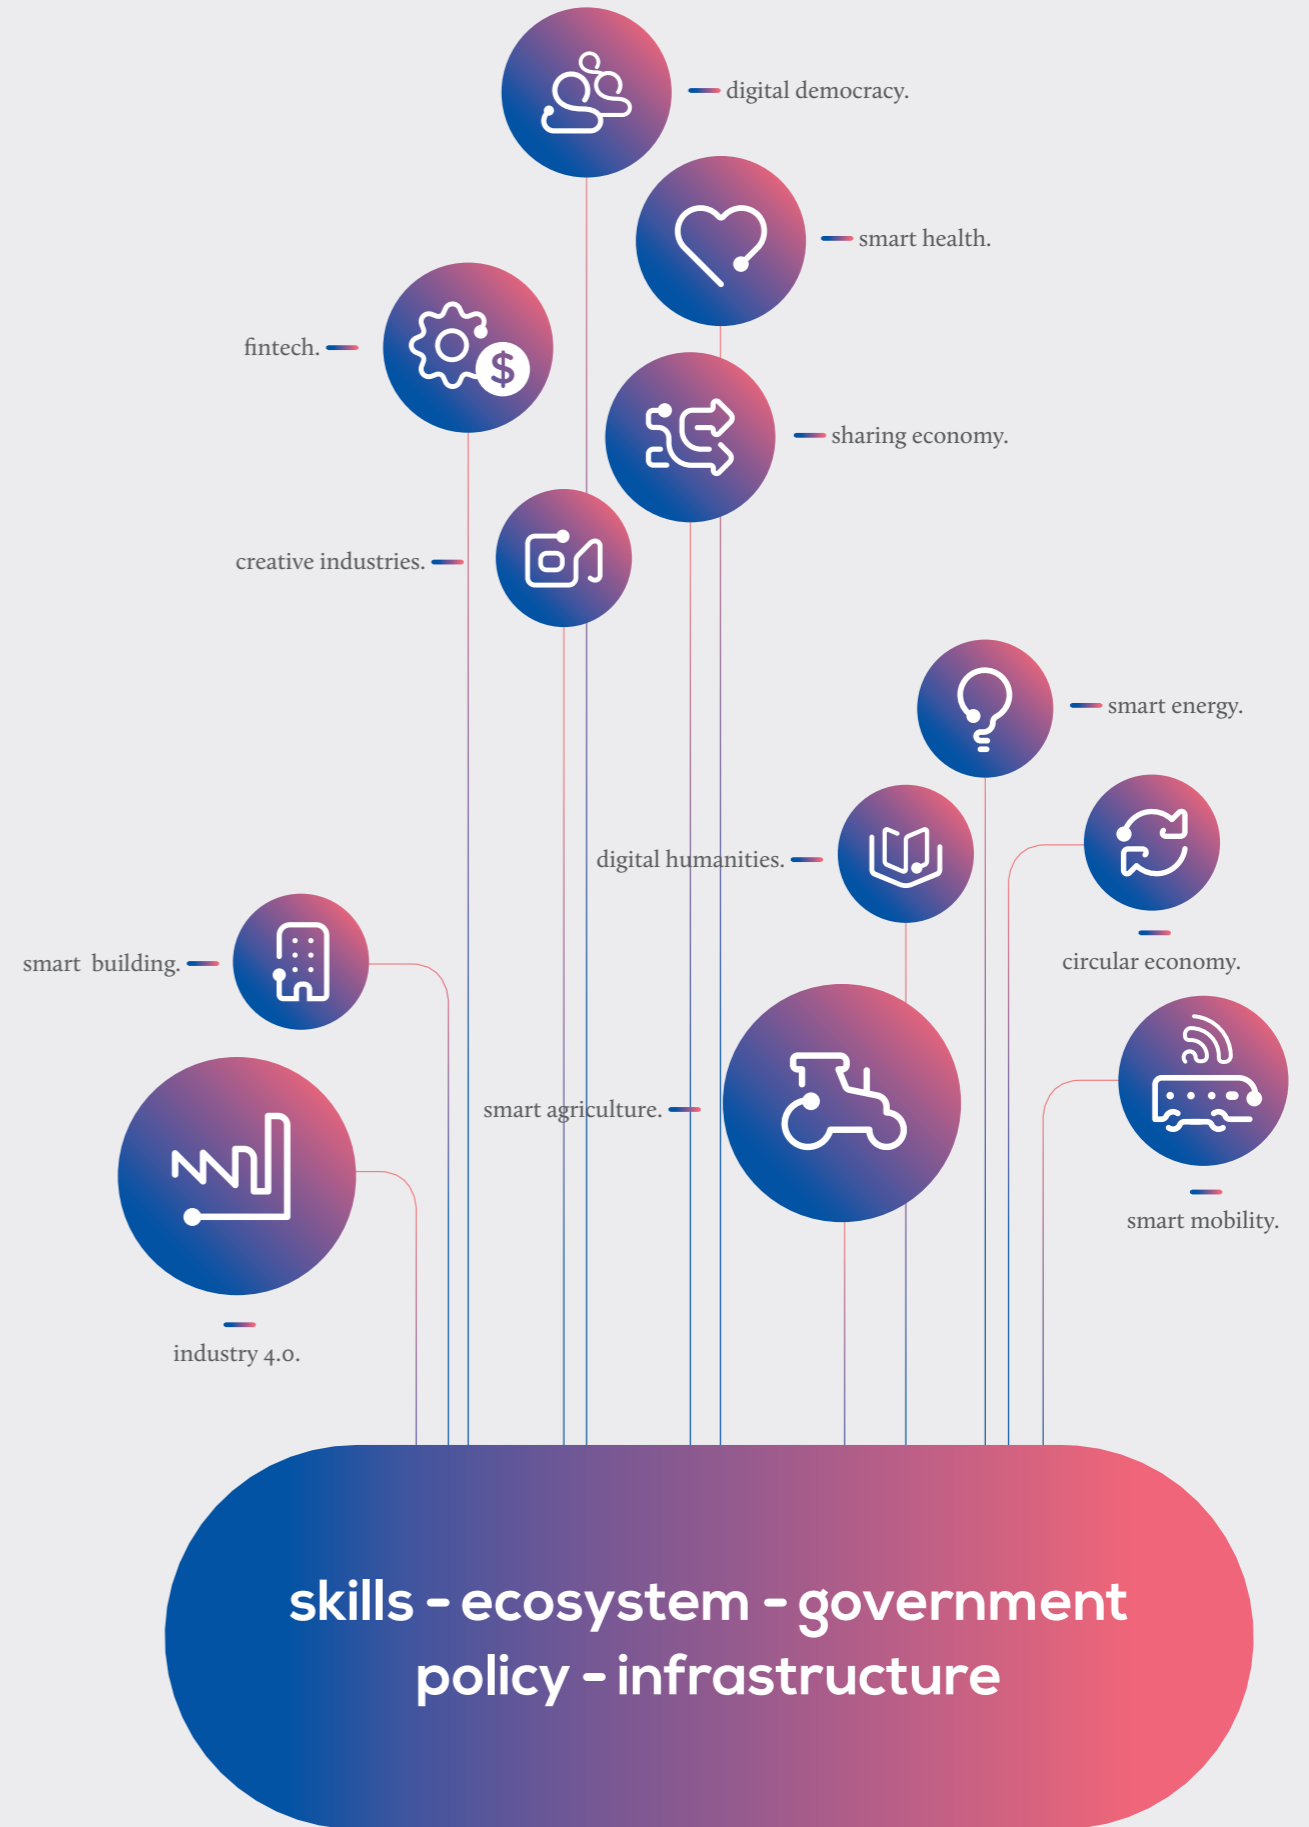 digital democracy.
smart health.
fintech.
$
sharing economy.
creative industries.
smart energy.
digital humanities.
circular economy.
smart building.
smart agriculture.
smart mobility.
industry 4.0.
skills - ecosystem - government
policy - infrastructure